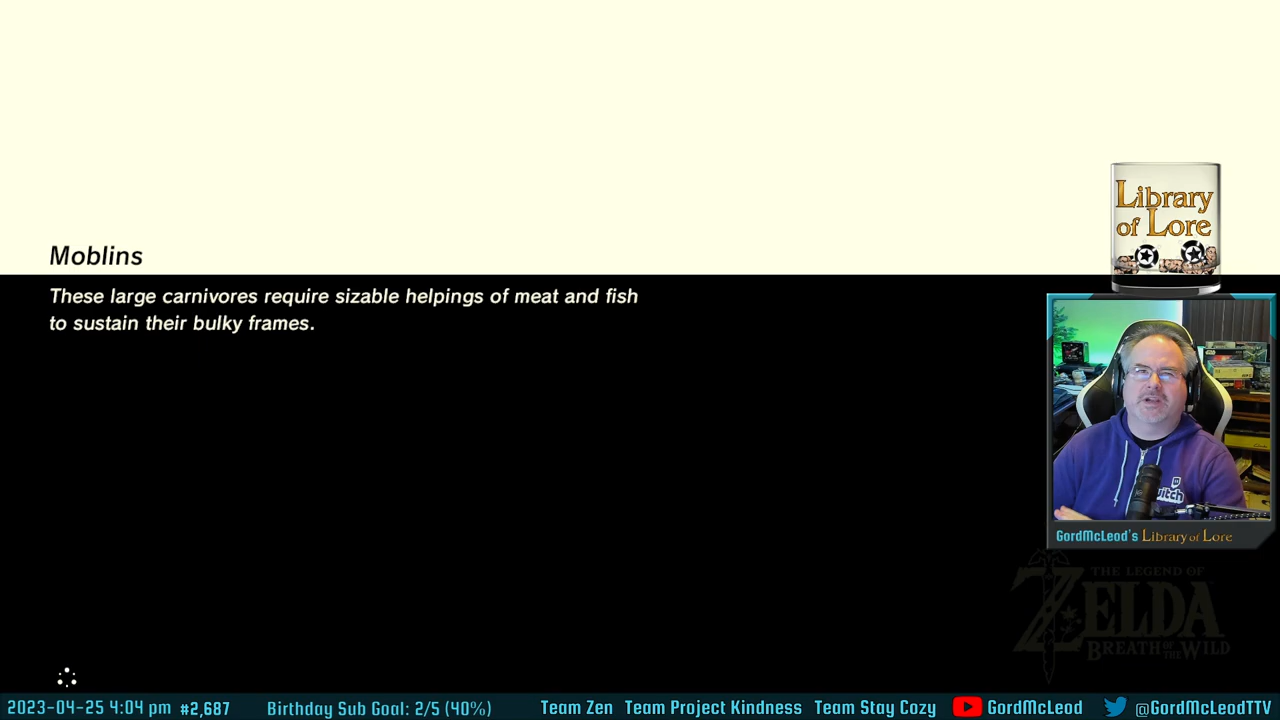 Library
of Lore
Moblins
These large carnivores require sizable helpings of meat and fish
to sustain their bulky frames.
GordMcLeod's Library of Lore
THE LEGEND OF
ZELDA
BREATH OF THE WILD
2023-04-25 4:04 pm #2,687 Birthday Sub Goal: 2/5 (40%) Team Zen Team Project Kindness Team Stay Cozy GordMcLeod @GordMcLeodTTV